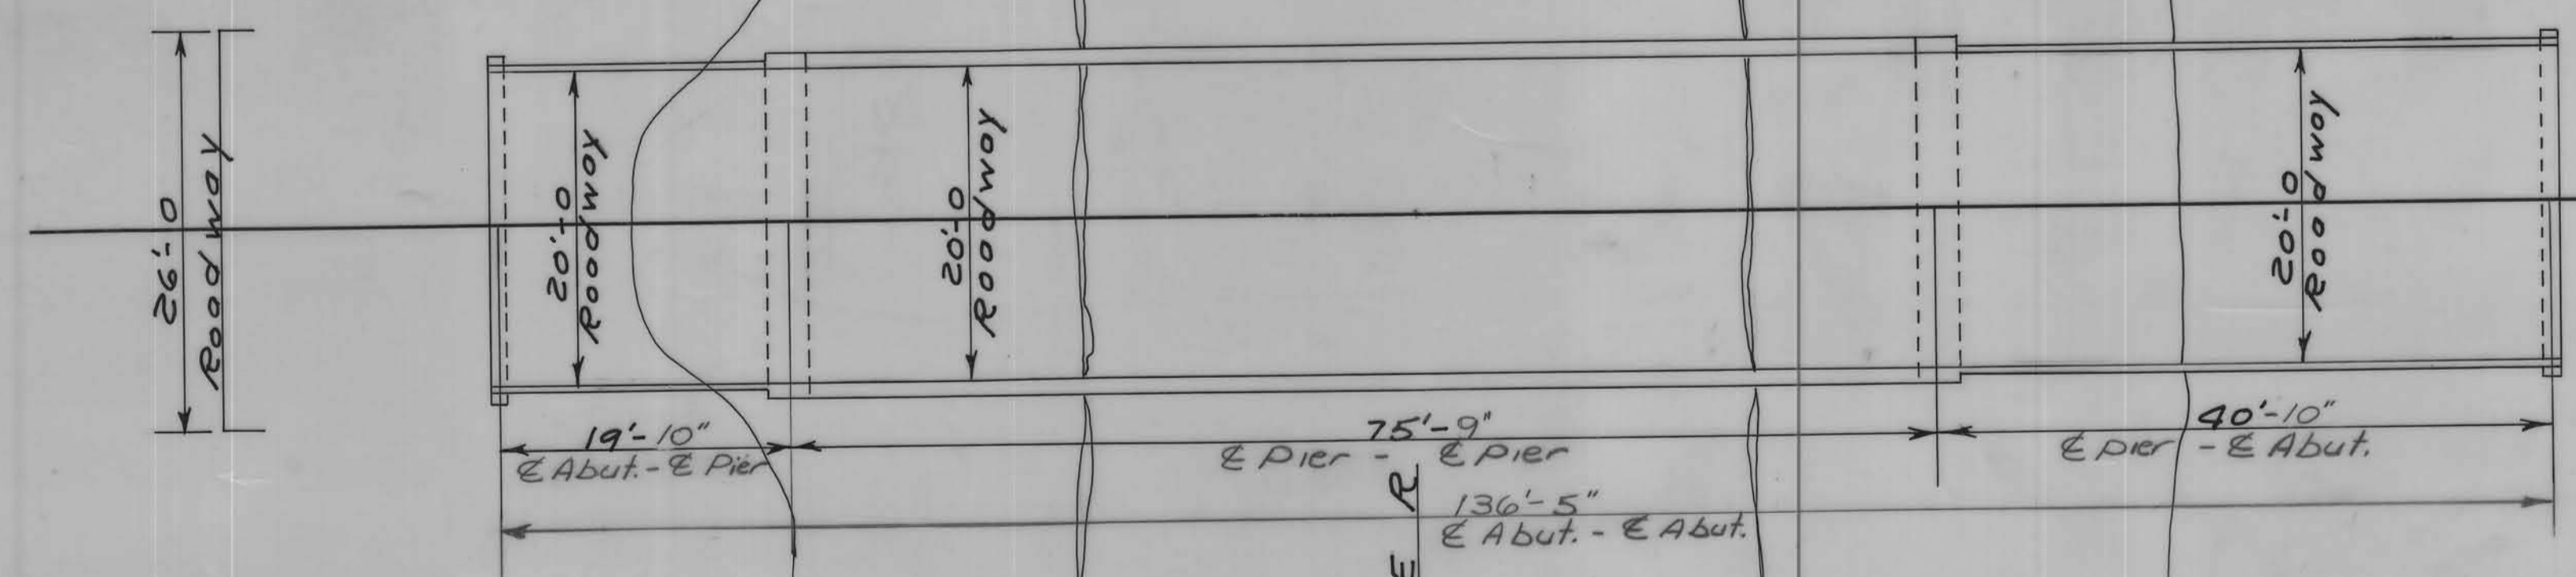 26'-0
Roadway
20'-0
Roadway
20'-0
Roadway
20'-0
Roadway
19'-10"
℄ Abut. - ℄ Pier
75'-9"
℄ Pier - ℄ Pier
40'-10"
℄ Pier - ℄ Abut.
136'-5"
℄ Abut. - ℄ Abut.
E R